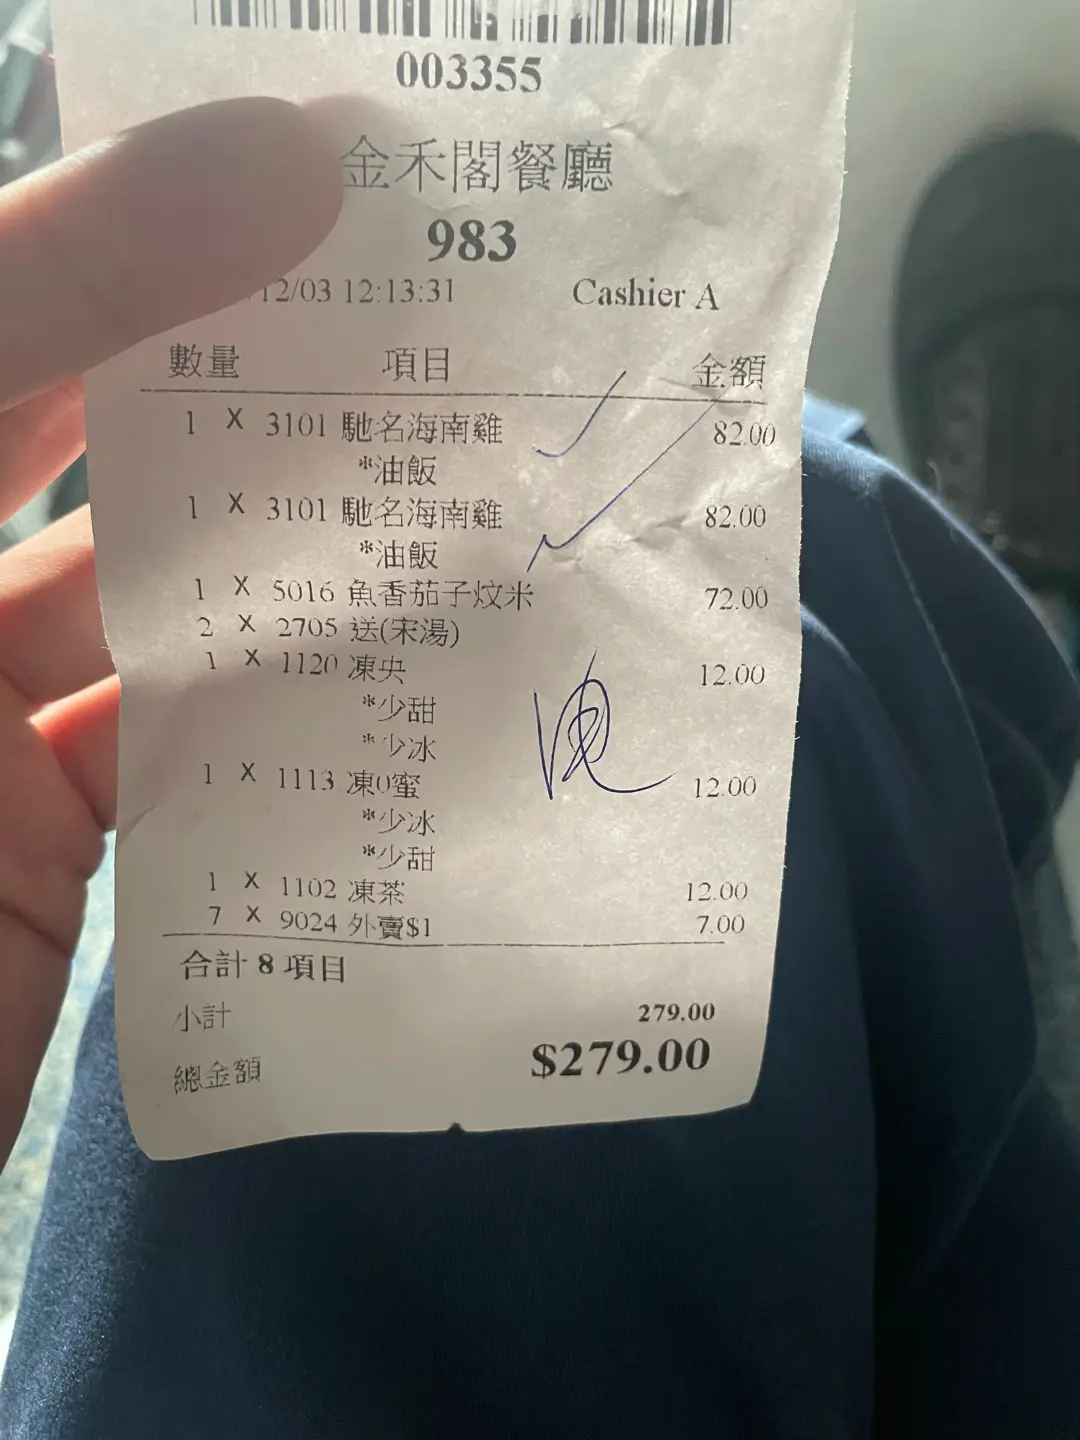 003355
金禾閣餐廳
983
12/03 12:13:31 Cashier A
數量 項目 金額
1 X 3101 馳名海南雞 82.00
*油飯
1 X 3101 馳名海南雞 82.00
*油飯
1 X 5016 魚香茄子炆米 72.00
2 X 2705 送(宋湯)
1 X 1120 凍央 12.00
*少甜
*少冰
1 X 1113 凍0蜜 12.00
*少冰
*少甜
1 X 1102 凍茶 12.00
7 X 9024 外賣$1 7.00
合計 8 項目
小計 279.00
總金額 $279.00